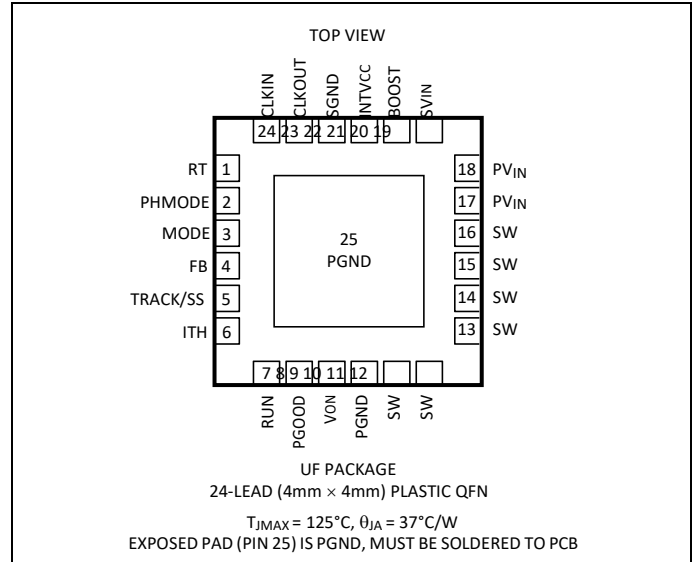 TOP VIEW
CLKIN
CLKOUT
SGND
INTVCC
BOOST
SVIN
24 23 22 21 20 19
RT 1
PHMODE 2
MODE 3
FB 4
TRACK/SS 5
ITH 6
18 PVIN
17 PVIN
16 SW
15 SW
14 SW
13 SW
25
PGND
7 8 9 10 11 12
RUN
PGOOD
VON
PGND
SW
SW
UF PACKAGE
24-LEAD (4mm × 4mm) PLASTIC QFN
TJMAX = 125°C, θJA = 37°C/W
EXPOSED PAD (PIN 25) IS PGND, MUST BE SOLDERED TO PCB